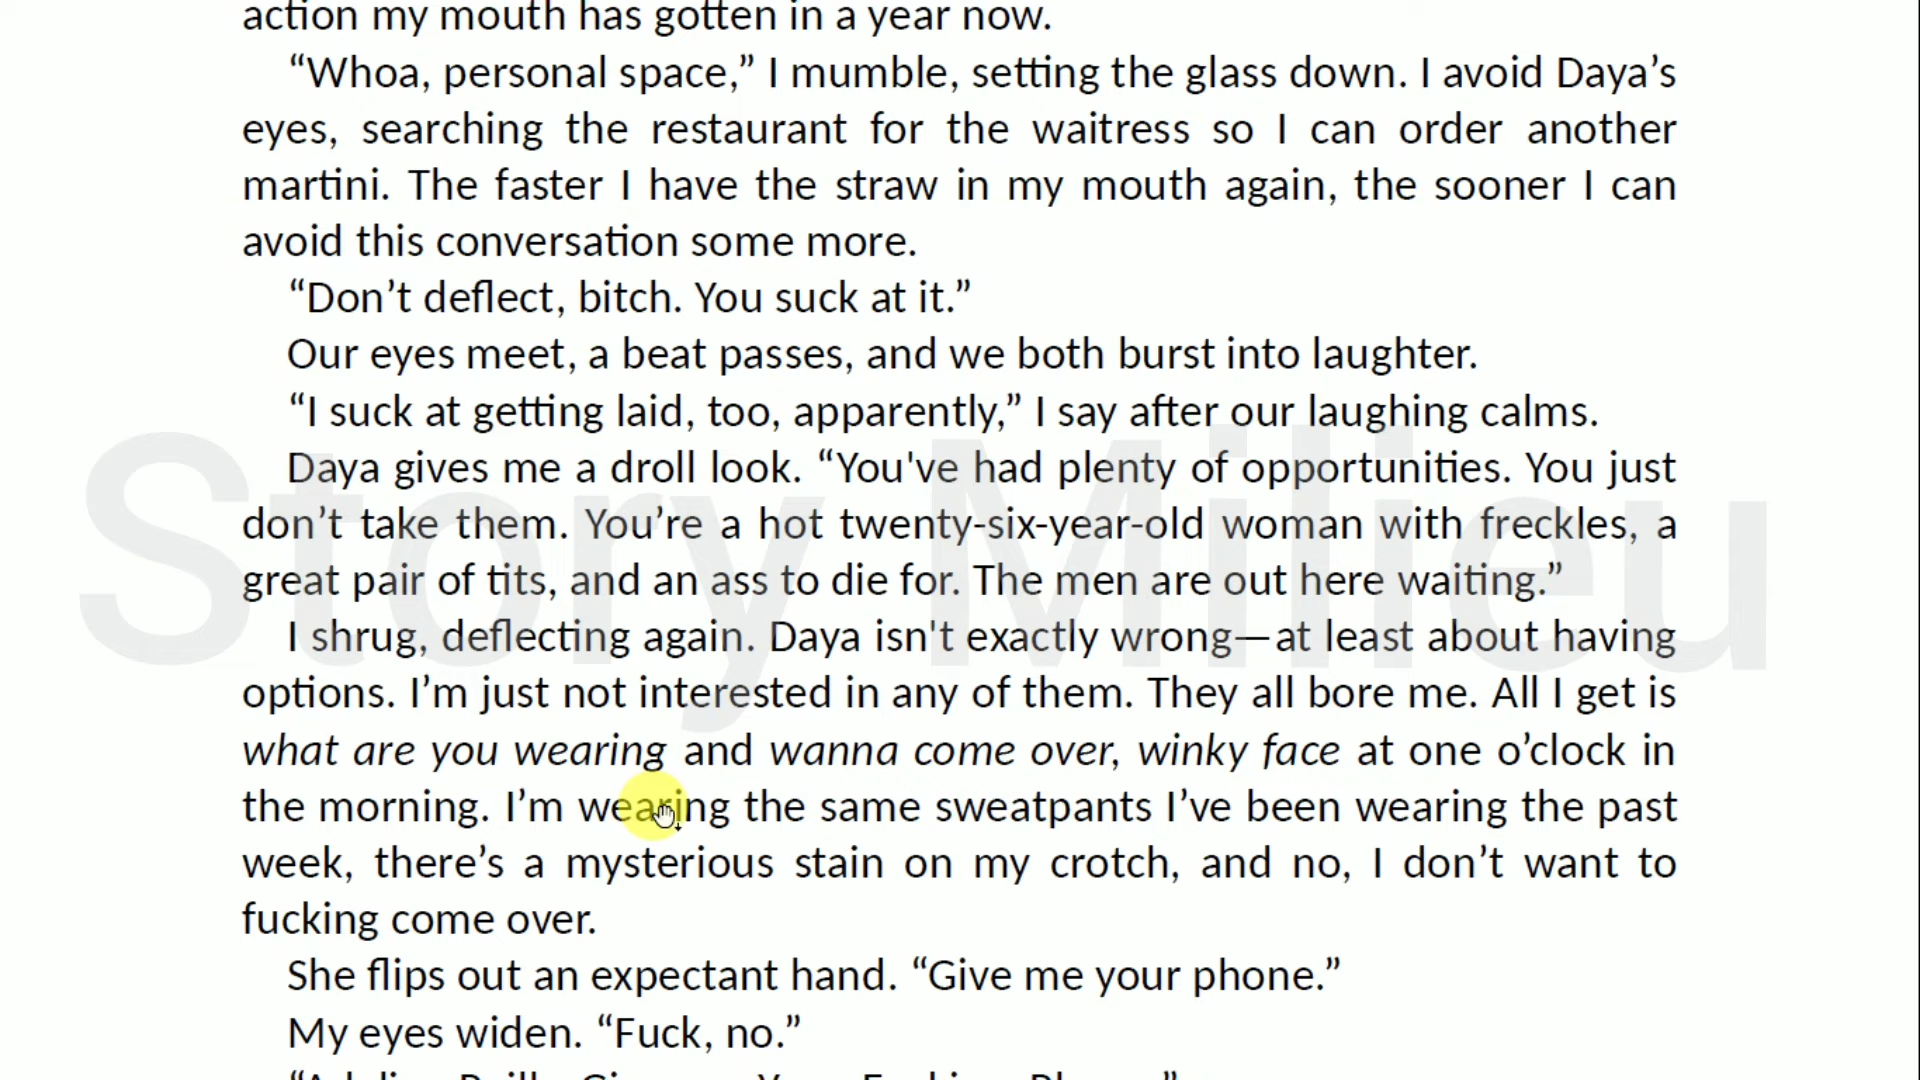 action my mouth has gotten in a year now.
“Whoa, personal space,” I mumble, setting the glass down. I avoid Daya’s
eyes, searching the restaurant for the waitress so I can order another
martini. The faster I have the straw in my mouth again, the sooner I can
avoid this conversation some more.
“Don’t deflect, bitch. You suck at it.”
Our eyes meet, a beat passes, and we both burst into laughter.
“I suck at getting laid, too, apparently,” I say after our laughing calms.
Daya gives me a droll look. “You've had plenty of opportunities. You just
don’t take them. You’re a hot twenty-six-year-old woman with freckles, a
great pair of tits, and an ass to die for. The men are out here waiting.”
I shrug, deflecting again. Daya isn't exactly wrong—at least about having
options. I’m just not interested in any of them. They all bore me. All I get is
what are you wearing and wanna come over, winky face at one o’clock in
the morning. I’m wearing the same sweatpants I’ve been wearing the past
week, there’s a mysterious stain on my crotch, and no, I don’t want to
fucking come over.
She flips out an expectant hand. “Give me your phone.”
My eyes widen. “Fuck, no.”
Story Milieu